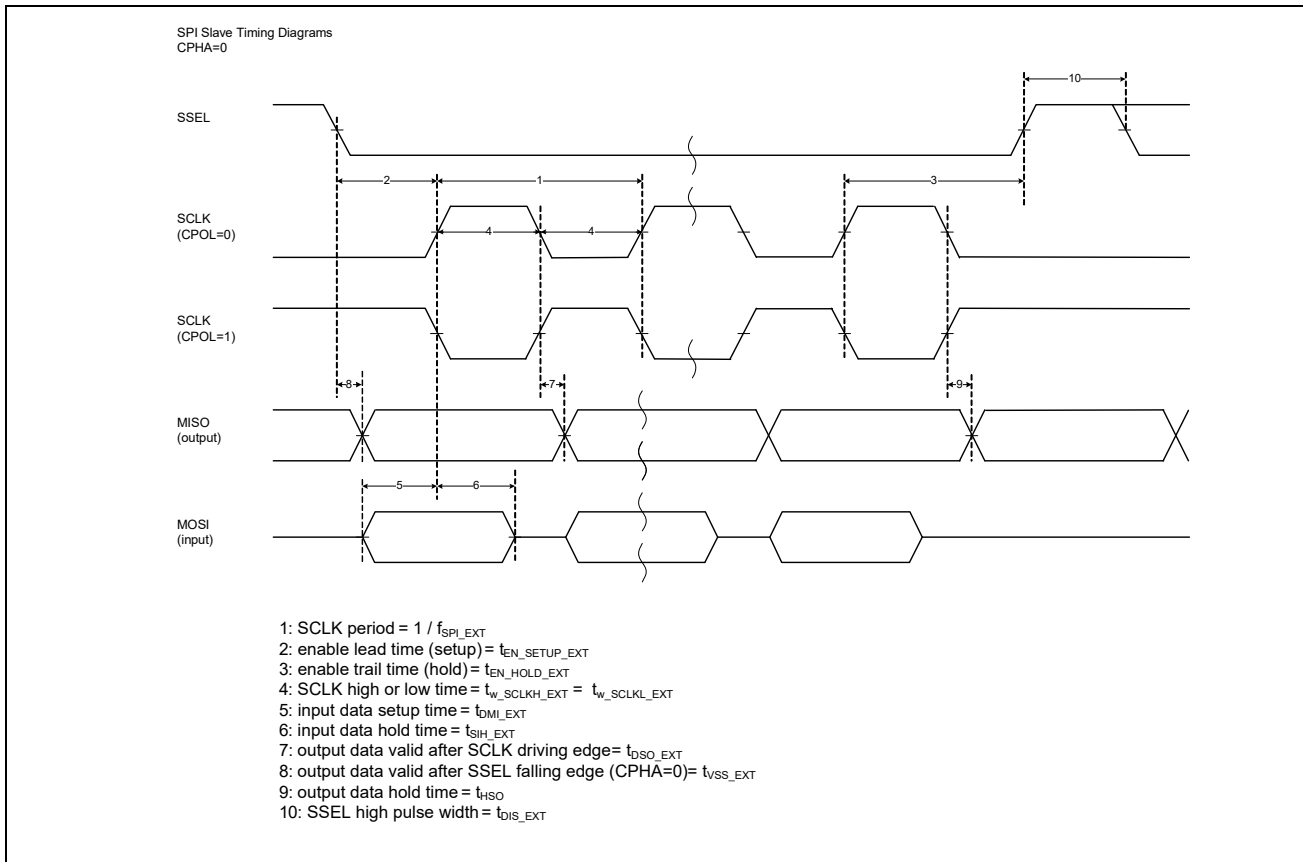 SPI Slave Timing Diagrams
CPHA=0
10
SSEL
2
1
3
SCLK
(CPOL=0)
4
4
SCLK
(CPOL=1)
8
7
9
MISO
(output)
5
6
MOSI
(input)
1: SCLK period = 1 / fSPI_EXT
2: enable lead time (setup) = tEN_SETUP_EXT
3: enable trail time (hold) = tEN_HOLD_EXT
4: SCLK high or low time = tw_SCLKH_EXT = tw_SCLKL_EXT
5: input data setup time = tDMI_EXT
6: input data hold time = tSIH_EXT
7: output data valid after SCLK driving edge= tDSO_EXT
8: output data valid after SSEL falling edge (CPHA=0)= tVSS_EXT
9: output data hold time = tHSO
10: SSEL high pulse width = tDIS_EXT